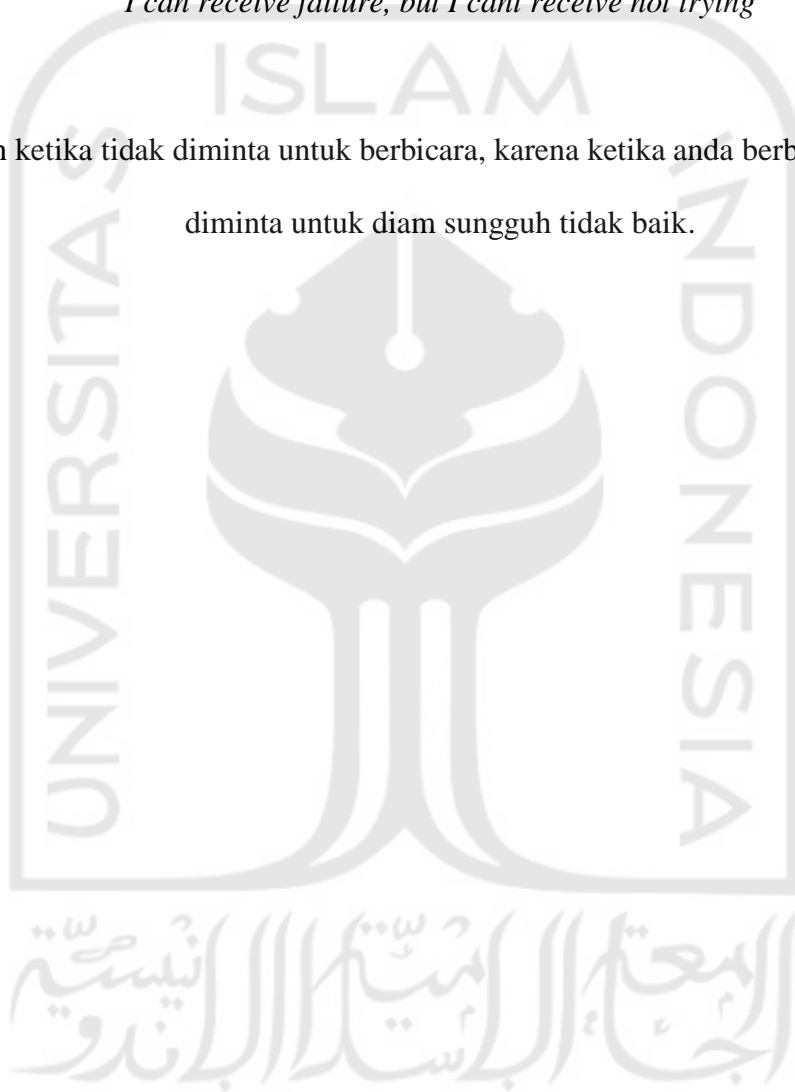 I can receive failure, but I cant receive not trying
ketika tidak diminta untuk berbicara, karena ketika anda
diminta untuk diam sungguh tidak baik.
ISLAM
UNIVERSITAS
INDONESIA